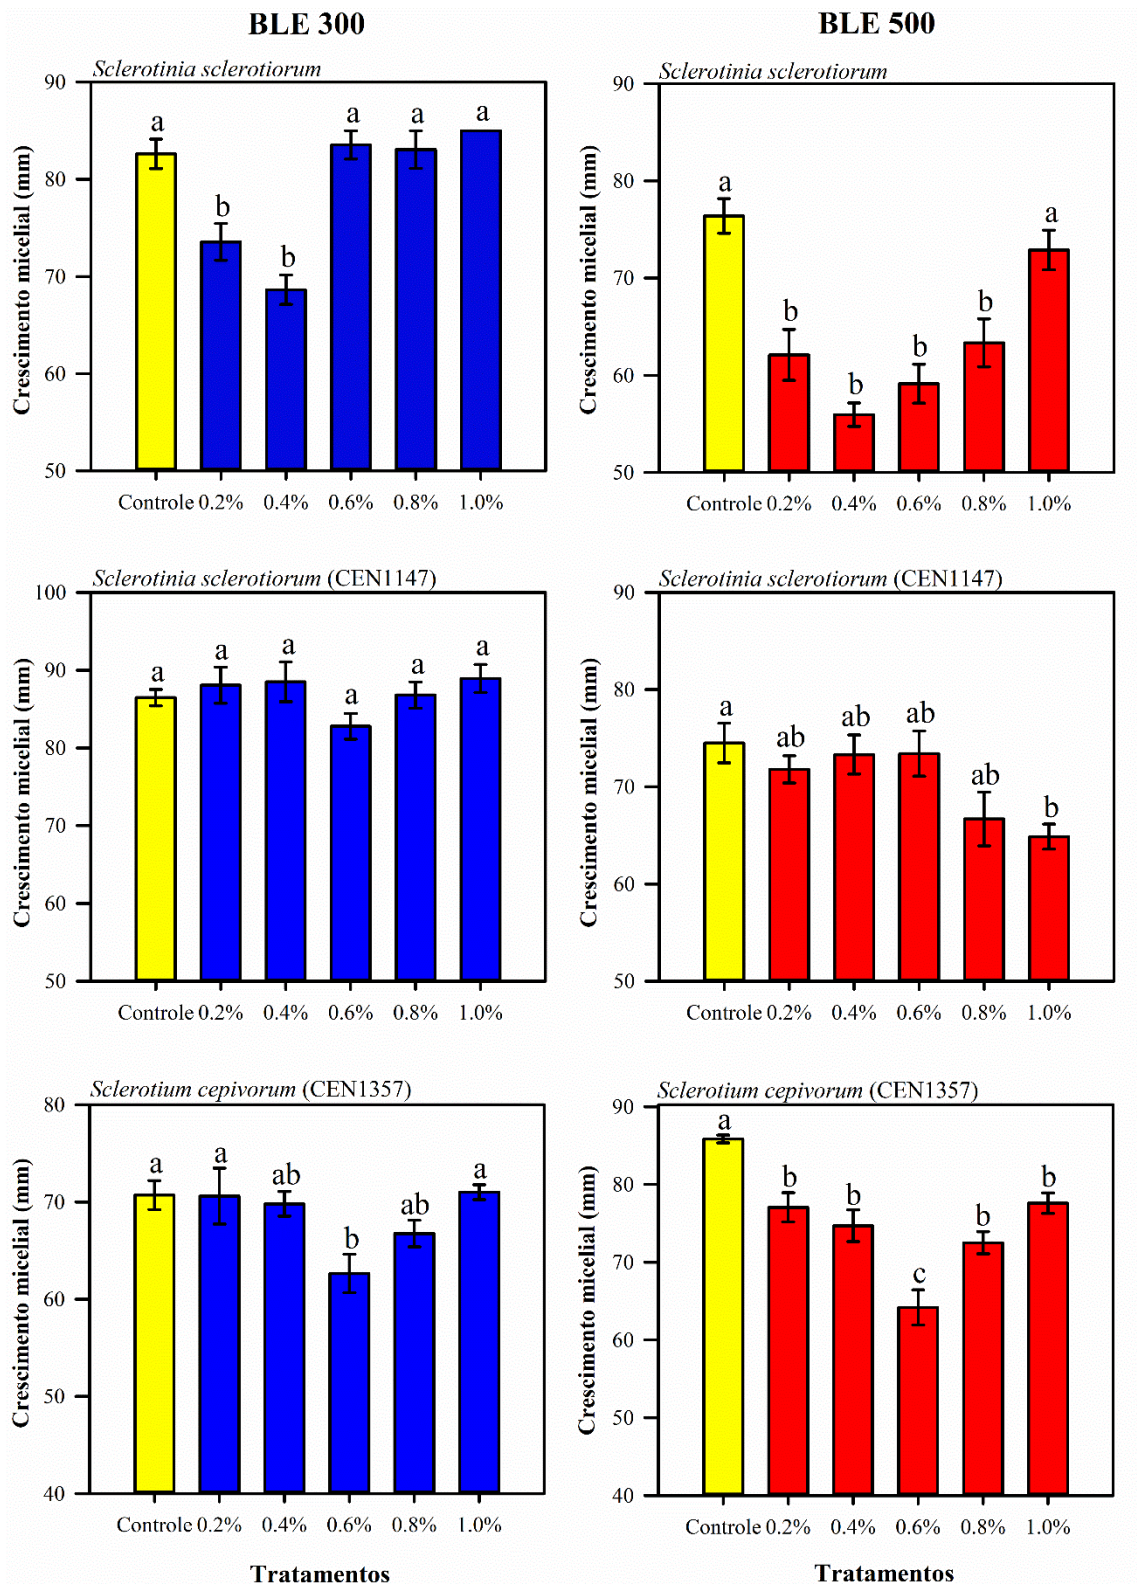 BLE 300
BLE 500
Sclerotinia sclerotiorum
90
80
70
60
50
Crescimento micelial (mm)
a
b
b
a
a
a
Controle 0.2% 0.4% 0.6% 0.8% 1.0%
Sclerotinia sclerotiorum
90
80
70
60
50
Crescimento micelial (mm)
a
b
b
b
b
a
Controle 0.2% 0.4% 0.6% 0.8% 1.0%
Sclerotinia sclerotiorum (CEN1147)
100
90
80
70
60
50
Crescimento micelial (mm)
a
a
a
a
a
a
Controle 0.2% 0.4% 0.6% 0.8% 1.0%
Sclerotinia sclerotiorum (CEN1147)
90
80
70
60
50
Crescimento micelial (mm)
a
ab
ab
ab
ab
b
Controle 0.2% 0.4% 0.6% 0.8% 1.0%
Sclerotium cepivorum (CEN1357)
80
70
60
50
40
Crescimento micelial (mm)
a
a
ab
b
ab
a
Controle 0.2% 0.4% 0.6% 0.8% 1.0%
Tratamentos
Sclerotium cepivorum (CEN1357)
90
80
70
60
50
40
Crescimento micelial (mm)
a
b
b
c
b
b
Controle 0.2% 0.4% 0.6% 0.8% 1.0%
Tratamentos